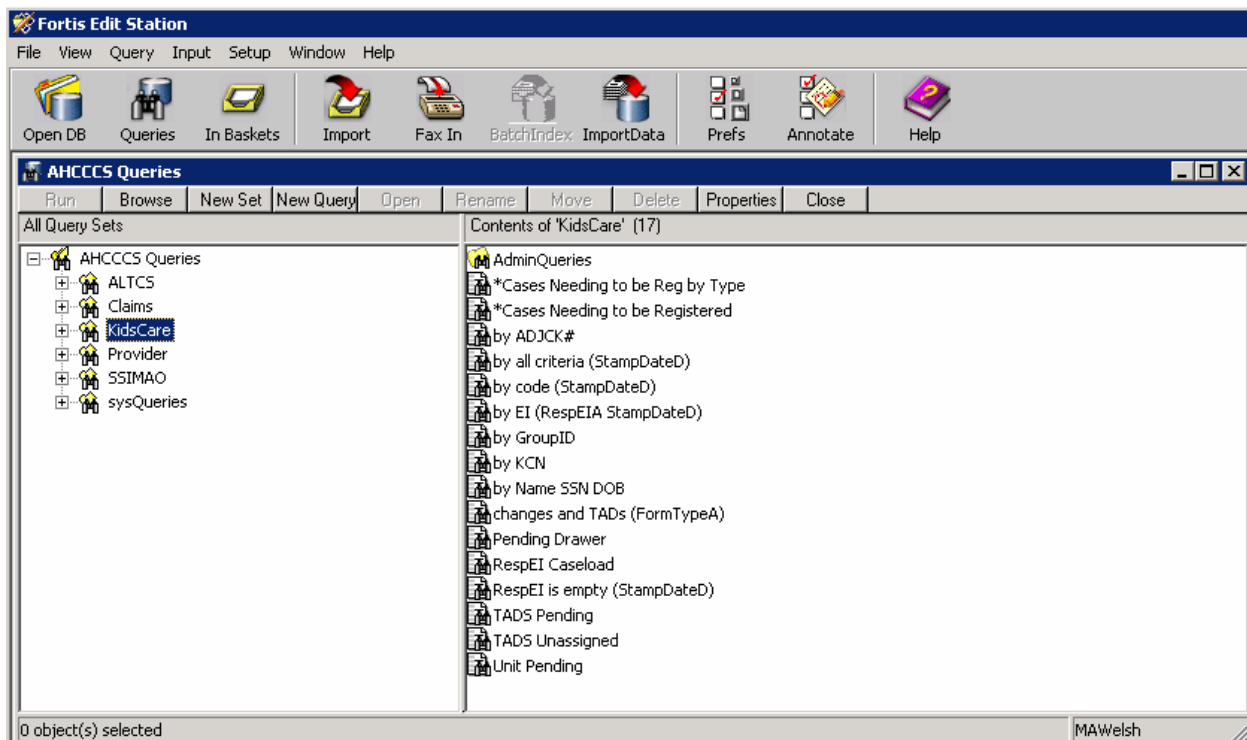 Fortis Edit Station
File View Query Input Setup Window Help
Open DB Queries In Baskets Import Fax In BatchIndex ImportData Prefs Annotate Help
AHCCCS Queries
Run Browse New Set New Query Open Rename Move Delete Properties Close
All Query Sets
Contents of 'KidsCare' (17)
AHCCCS Queries
ALTCS
Claims
KidsCare
Provider
SSIMAO
sysQueries
AdminQueries
*Cases Needing to be Reg by Type
*Cases Needing to be Registered
by ADJCK#
by all criteria (StampDateD)
by code (StampDateD)
by EI (RespEIA StampDateD)
by GroupID
by KCN
by Name SSN DOB
changes and TADs (FormTypeA)
Pending Drawer
RespEI Caseload
RespEI is empty (StampDateD)
TADS Pending
TADS Unassigned
Unit Pending
0 object(s) selected
MAWelsh